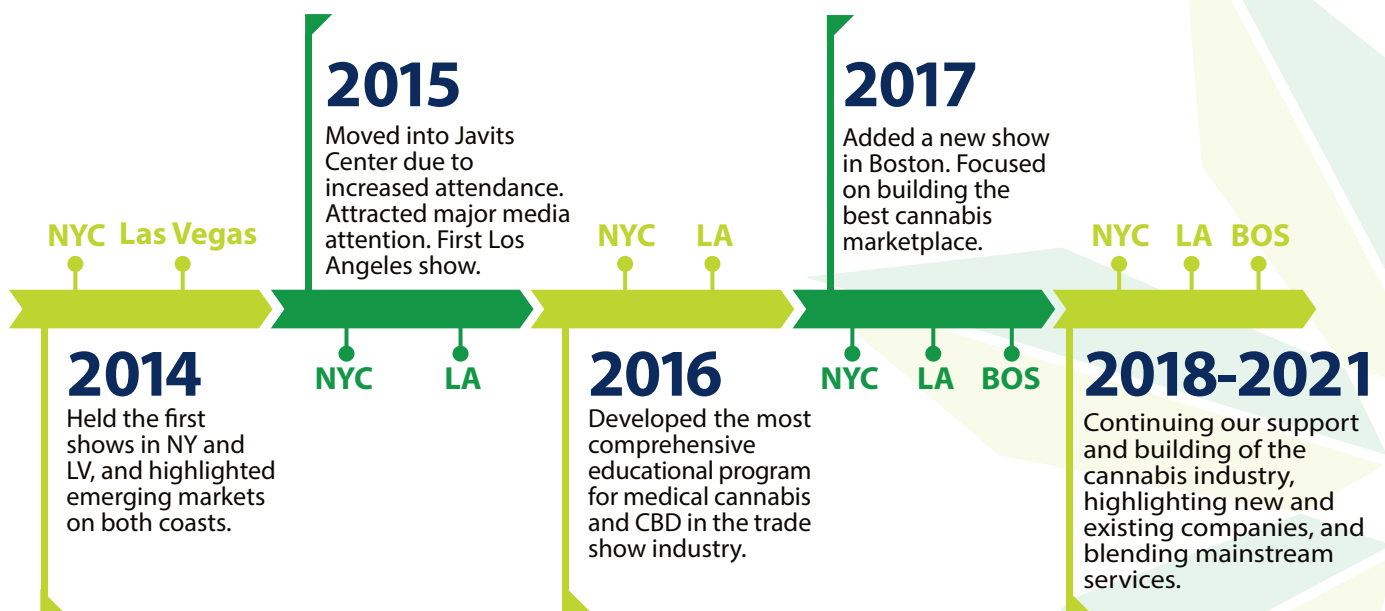 NYC Las Vegas
2014
Held the first
shows in NY and
LV, and highlighted
emerging markets
on both coasts.
2015
Moved into Javits
Center due to
increased attendance.
Attracted major media
attention. First Los
Angeles show.
NYC LA
NYC LA
2016
Developed the most
comprehensive
educational program
for medical cannabis
and CBD in the trade
show industry.
2017
Added a new show
in Boston. Focused
on building the
best cannabis
marketplace.
NYC LA BOS
NYC LA BOS
2018-2021
Continuing our support
and building of the
cannabis industry,
highlighting new and
existing companies, and
blending mainstream
services.